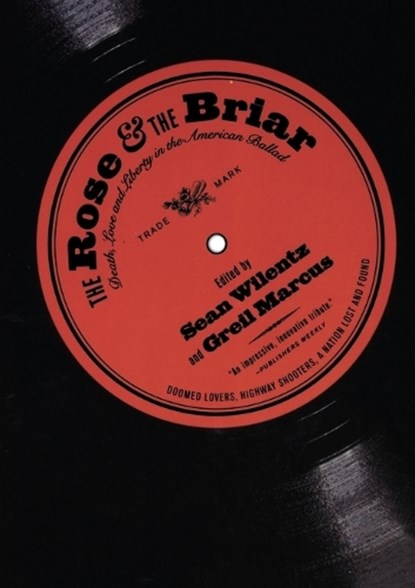 THE Rose & THE Briar
Death, Love and Liberty in the American Ballad
TRADE MARK
Edited by
Sean Wilentz
and Greil Marcus
"An impressive, innovative tribute."
–PUBLISHERS WEEKLY
DOOMED LOVERS, HIGHWAY SHOOTERS, A NATION LOST AND FOUND